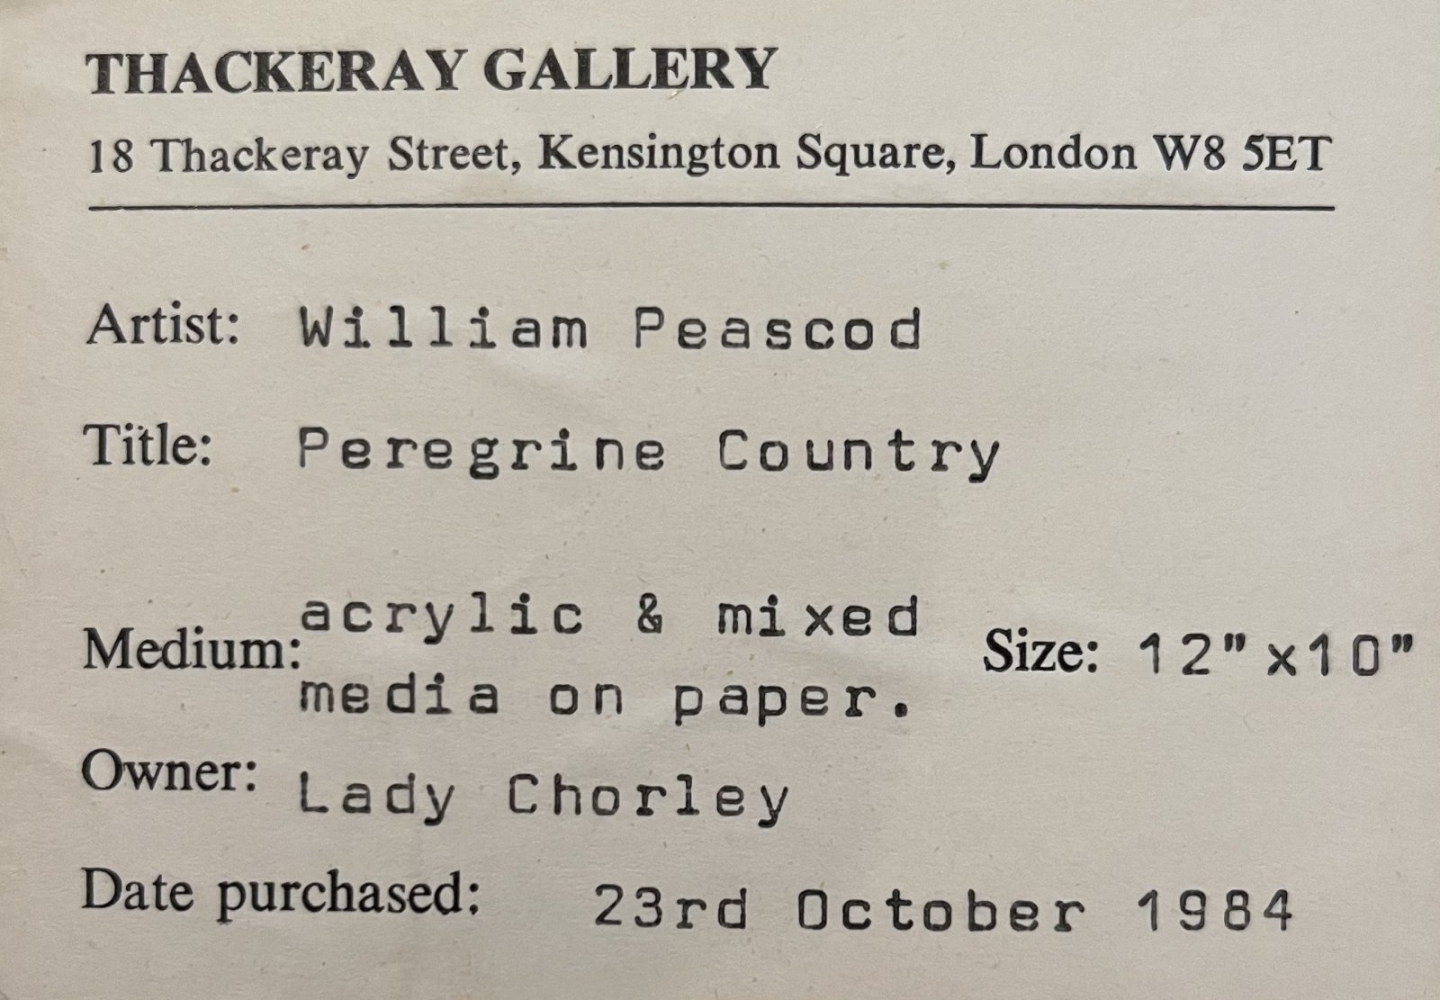 THACKERAY GALLERY
18 Thackeray Street, Kensington Square, London W8 5ET
Artist: William Peascod
Title: Peregrine Country
Medium: acrylic & mixed
media on paper.
Size: 12" x10"
Owner: Lady Chorley
Date purchased: 23rd October 1984